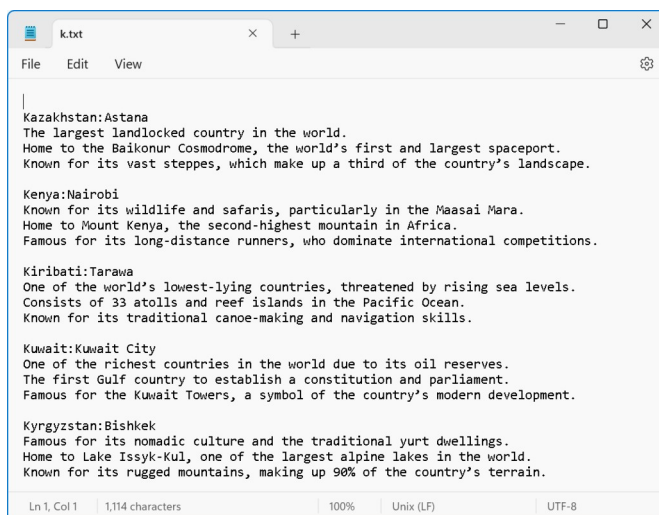 k.txt
File Edit View
Kazakhstan:Astana
The largest landlocked country in the world.
Home to the Baikonur Cosmodrome, the world’s first and largest spaceport.
Known for its vast steppes, which make up a third of the country’s landscape.
Kenya:Nairobi
Known for its wildlife and safaris, particularly in the Maasai Mara.
Home to Mount Kenya, the second-highest mountain in Africa.
Famous for its long-distance runners, who dominate international competitions.
Kiribati:Tarawa
One of the world’s lowest-lying countries, threatened by rising sea levels.
Consists of 33 atolls and reef islands in the Pacific Ocean.
Known for its traditional canoe-making and navigation skills.
Kuwait:Kuwait City
One of the richest countries in the world due to its oil reserves.
The first Gulf country to establish a constitution and parliament.
Famous for the Kuwait Towers, a symbol of the country’s modern development.
Kyrgyzstan:Bishkek
Famous for its nomadic culture and the traditional yurt dwellings.
Home to Lake Issyk-Kul, one of the largest alpine lakes in the world.
Known for its rugged mountains, making up 90% of the country’s terrain.
Ln 1, Col 1 1,114 characters 100% Unix (LF) UTF-8